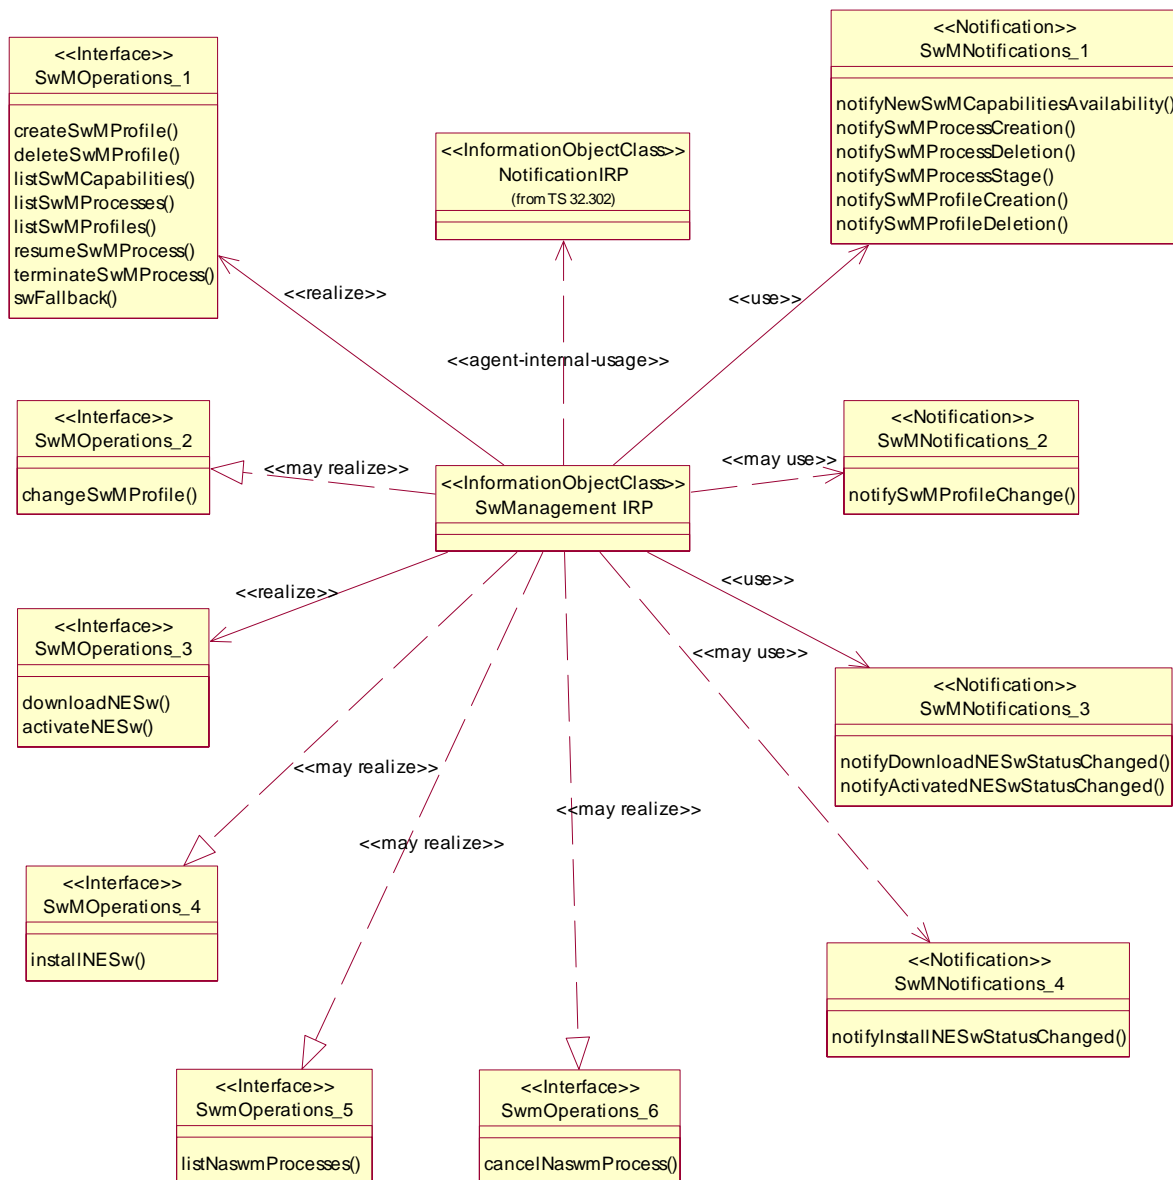 <<Interface>>
SwMOperations_1
createSwMProfile()
deleteSwMProfile()
listSwMCapabilities()
listSwMProcesses()
listSwMProfiles()
resumeSwMProcess()
terminateSwMProcess()
swFallback()
<<InformationObjectClass>>
NotificationIRP
(from TS 32.302)
<<Notification>>
SwMNotifications_1
notifyNewSwMCapabilitiesAvailability()
notifySwMProcessCreation()
notifySwMProcessDeletion()
notifySwMProcessStage()
notifySwMProfileCreation()
notifySwMProfileDeletion()
<<realize>>
<<use>>
<<agent-internal-usage>>
<<Interface>>
SwMOperations_2
changeSwMProfile()
<<may realize>>
<<InformationObjectClass>>
SwManagement IRP
<<may use>>
<<Notification>>
SwMNotifications_2
notifySwMProfileChange()
<<realize>>
<<use>>
<<Interface>>
SwMOperations_3
downloadNESw()
activateNESw()
<<may use>>
<<Notification>>
SwMNotifications_3
notifyDownloadNESwStatusChanged()
notifyActivatedNESwStatusChanged()
<<may realize>>
<<may realize>>
<<may realize>>
<<Interface>>
SwMOperations_4
installNESw()
<<Notification>>
SwMNotifications_4
notifyInstallNESwStatusChanged()
<<Interface>>
SwmOperations_5
listNaswmProcesses()
<<Interface>>
SwmOperations_6
cancelNaswmProcess()